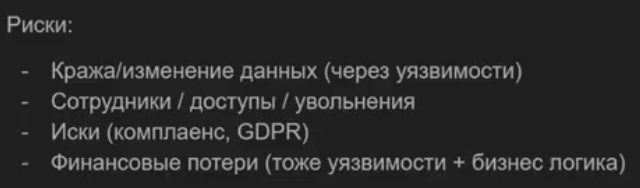 Риски:
- Кража/изменение данных (через уязвимости)
- Сотрудники / доступы / увольнения
- Иски (комплаенс, GDPR)
- Финансовые потери (тоже уязвимости + бизнес логика)